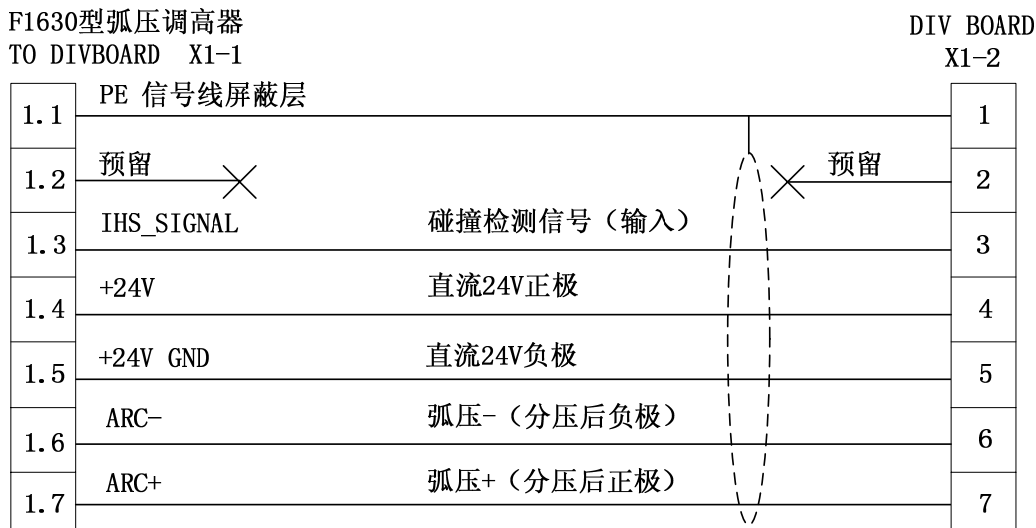 F1630型弧压调高器
TO DIVBOARD X1-1
DIV BOARD
X1-2
1.1 PE 信号线屏蔽层 1
1.2 预留 预留 2
1.3 IHS_SIGNAL 碰撞检测信号（输入） 3
1.4 +24V 直流24V正极 4
1.5 +24V GND 直流24V负极 5
1.6 ARC- 弧压-（分压后负极） 6
1.7 ARC+ 弧压+（分压后正极） 7